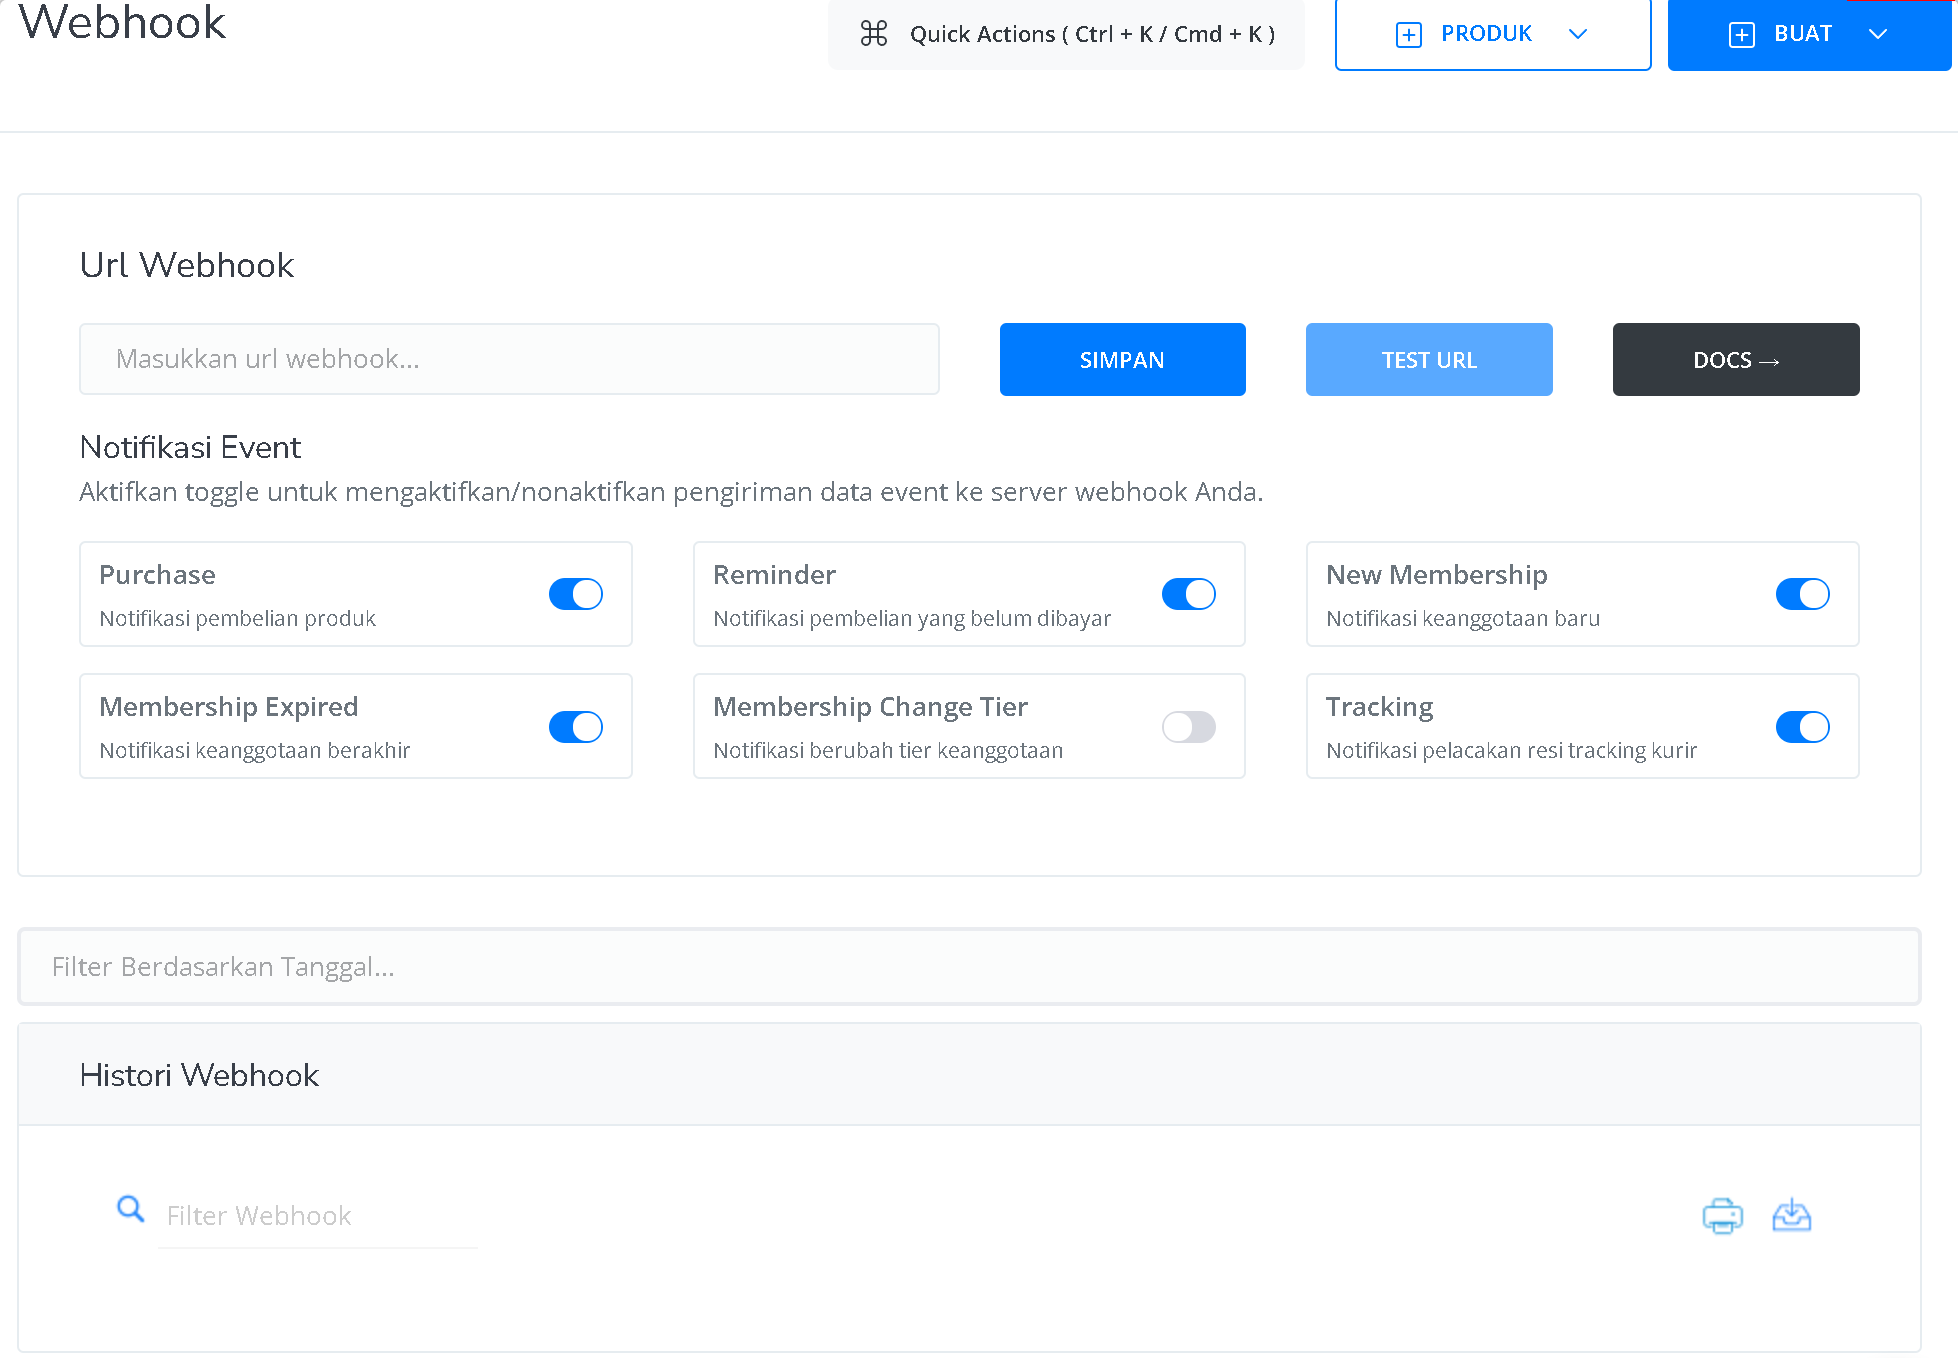 Webhook
Quick Actions ( Ctrl + K / Cmd + K )
PRODUK
BUAT
Url Webhook
Masukkan url webhook...
SIMPAN
TEST URL
DOCS →
Notifikasi Event
Aktifkan toggle untuk mengaktifkan/nonaktifkan pengiriman data event ke server webhook Anda.
Purchase
Notifikasi pembelian produk
Reminder
Notifikasi pembelian yang belum dibayar
New Membership
Notifikasi keanggotaan baru
Membership Expired
Notifikasi keanggotaan berakhir
Membership Change Tier
Notifikasi berubah tier keanggotaan
Tracking
Notifikasi pelacakan resi tracking kurir
Filter Berdasarkan Tanggal...
Histori Webhook
Filter Webhook